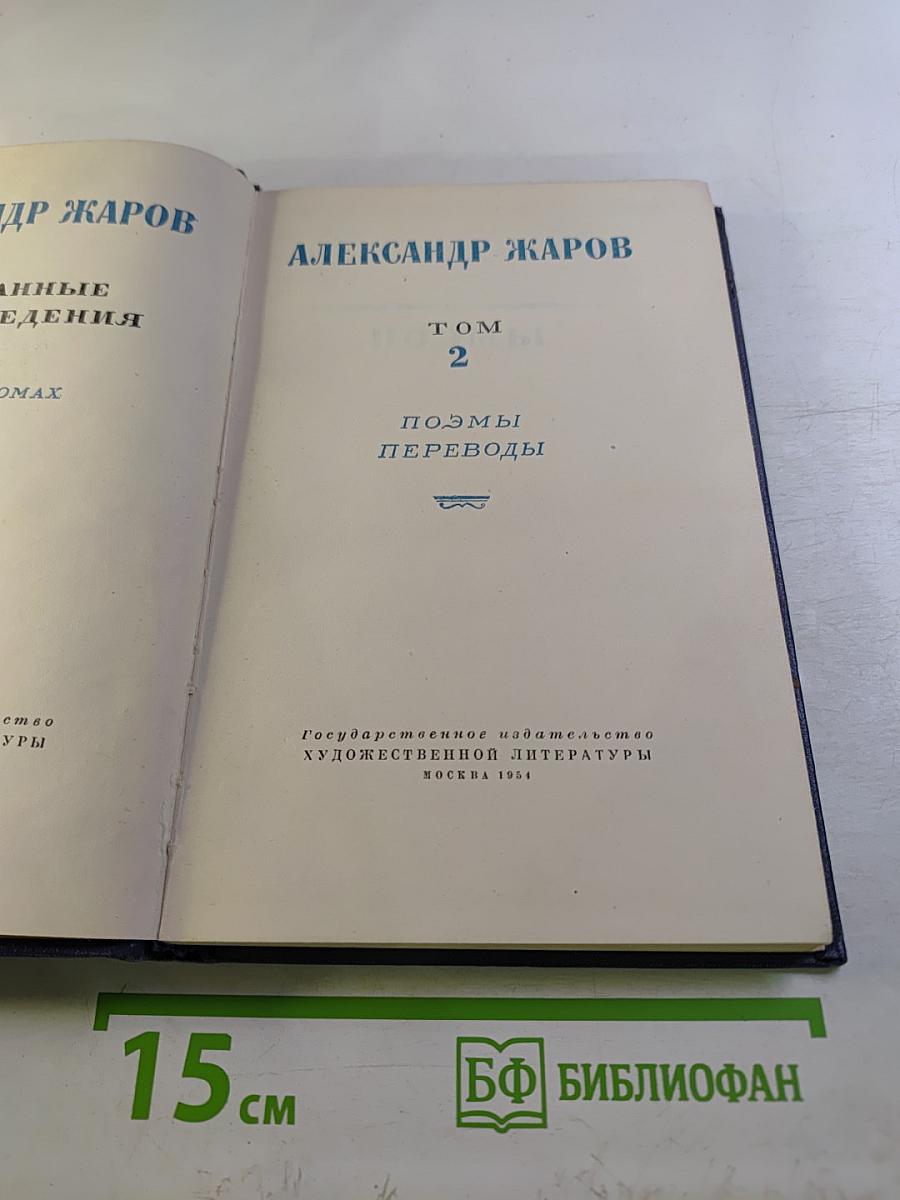 НДР ЖАРОВ
АННЫЕ
ЕДЕНИЯ
ОМАХ
ство
УРЫ
АЛЕКСАНДР ЖАРОВ
ТОМ
2
ПОЭМЫ
ПЕРЕВОДЫ
Государственное издательство
ХУДОЖЕСТВЕННОЙ ЛИТЕРАТУРЫ
МОСКВА 1954
15 см
БФ БИБЛИОФАН